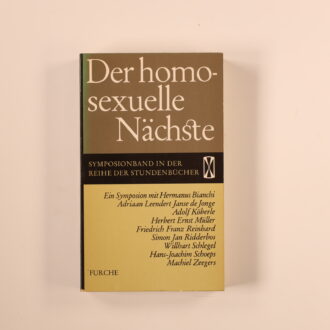 Der homo-
sexuelle
Nächste
SYMPOSIONBAND IN DER
REIHE DER STUNDENBÜCHER
Ein Symposion mit Hermanus Bianchi
Adriaan Leendert Janse de Jonge
Adolf Köberle
Herbert Ernst Müller
Friedrich Franz Reinhard
Simon Jan Ridderbos
Willhart Schlegel
Hans-Joachim Schoeps
Machiel Zeegers
FURCHE